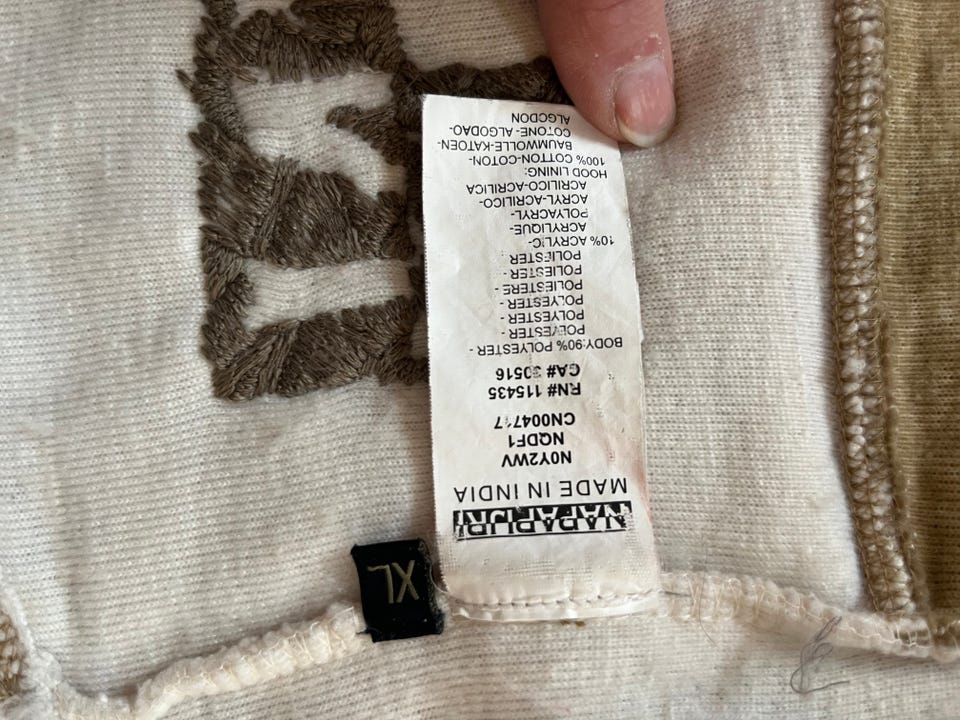 NAPAPIJRI
MADE IN INDIA
N0Y2WV
NQDF1
RN# 115435
CA# 30516
BODY:90% POLYESTER -
POLYESTER -
POLYESTER -
POLYESTER -
POLIESTERE -
POLIESTER -
POLIESTER
10% ACRYLIC-
ACRYLIQUE-
POLYACRYL-
ACRYL-ACRILICO-
ACRILICO-ACRILICA
HOOD LINING:
100% COTTON-COTON-
BAUMWOLLE-KATOEN-
COTONE-ALGODAO-
ALGODON
XL